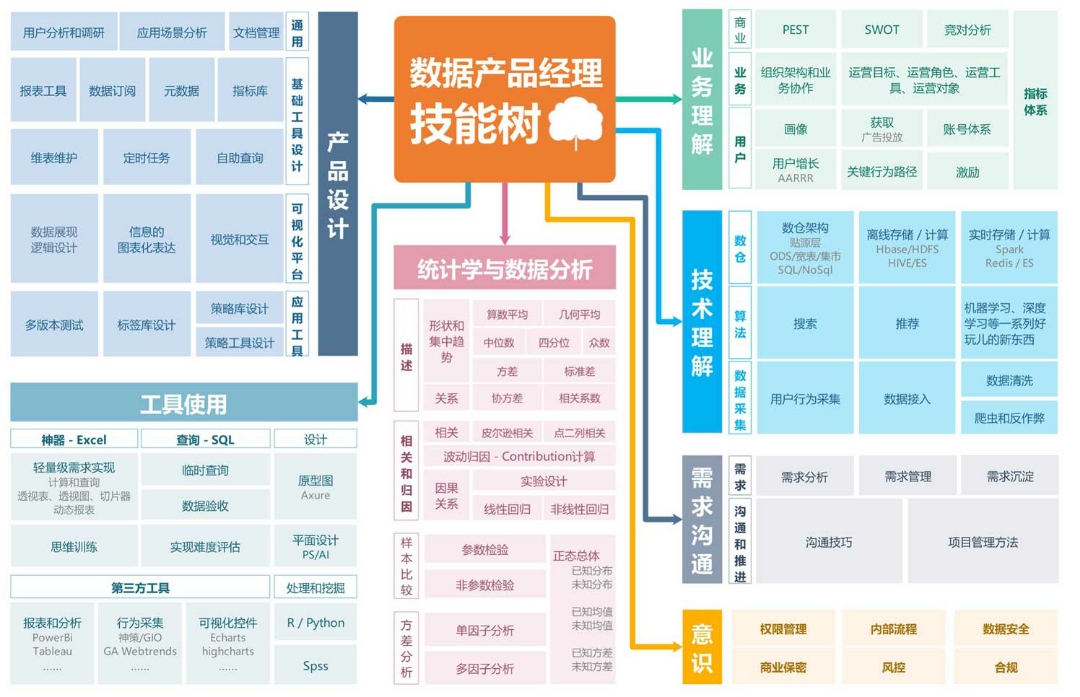 数据产品经理
技能树
产品设计
通用
用户分析和调研
应用场景分析
文档管理
基础工具设计
报表工具
数据订阅
元数据
指标库
维表维护
定时任务
自助查询
可视化平台
数据展现
逻辑设计
信息的
图表化表达
视觉和交互
应用工具
多版本测试
标签库设计
策略库设计
策略工具设计
工具使用
神器 - Excel
查询 - SQL
设计
轻量级需求实现
计算和查询
透视表、透视图、切片器
动态报表
临时查询
数据验收
原型图
Axure
思维训练
实现难度评估
平面设计
PS/AI
第三方工具
处理和挖掘
报表和分析
PowerBi
Tableau
......
行为采集
神策/GIO
GA Webtrends
......
可视化控件
Echarts
highcharts
......
R / Python
Spss
统计学与数据分析
描述
形状和
集中趋
势
算数平均
几何平均
中位数
四分位
众数
方差
标准差
关系
协方差
相关系数
相关和归因
相关
皮尔逊相关
点二列相关
波动归因 - Contribution计算
因果
关系
实验设计
线性回归
非线性回归
样本比较
参数检验
非参数检验
正态总体
已知分布
未知分布
已知均值
未知均值
已知方差
未知方差
方差分析
单因子分析
多因子分析
业务理解
商业
PEST
SWOT
竞对分析
指标
体系
业务
组织架构和业
务协作
运营目标、运营角色、运营工
具、运营对象
用户
画像
获取
广告投放
账号体系
用户增长
AARRR
关键行为路径
激励
技术理解
数仓
数仓架构
贴源层
ODS/宽表/集市
SQL/NoSql
离线存储 / 计算
Hbase/HDFS
HIVE/ES
实时存储 / 计算
Spark
Redis / ES
算法
搜索
推荐
机器学习、深度
学习等一系列好
玩儿的新东西
数据采集
用户行为采集
数据接入
数据清洗
爬虫和反作弊
需求沟通
需求
需求分析
需求管理
需求沉淀
沟通和推进
沟通技巧
项目管理方法
意识
权限管理
内部流程
数据安全
商业保密
风控
合规